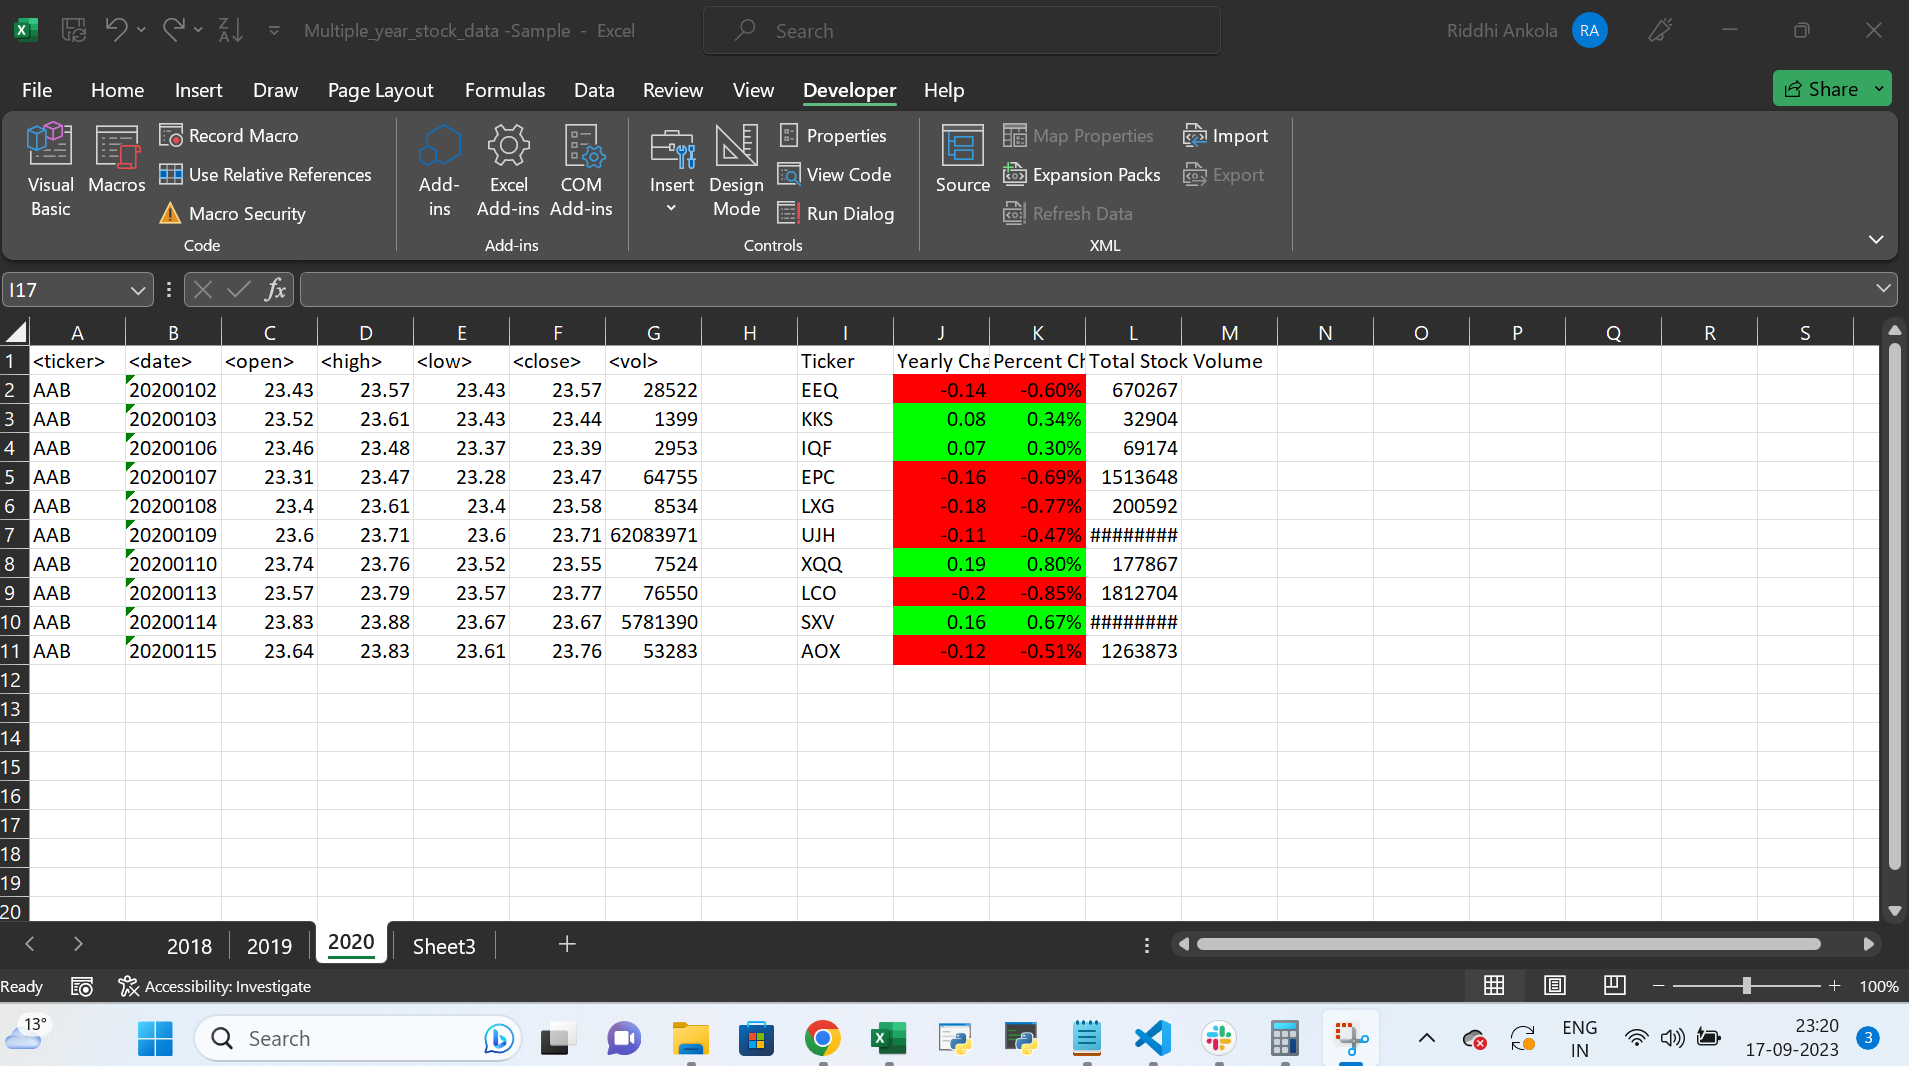 Multiple_year_stock_data -Sample - Excel
Search
Riddhi Ankola
RA
File Home Insert Draw Page Layout Formulas Data Review View Developer Help
Share
Visual Basic
Macros
Record Macro
Use Relative References
Macro Security
Code
Add-ins
Excel Add-ins
COM Add-ins
Add-ins
Insert
Design Mode
Properties
View Code
Run Dialog
Controls
Source
Map Properties
Expansion Packs
Refresh Data
Import
Export
XML
I17
fx
A B C D E F G H I J K L M N O P Q R S
1 <ticker> <date> <open> <high> <low> <close> <vol> Ticker Yearly Cha Percent Ch Total Stock Volume
2 AAB 20200102 23.43 23.57 23.43 23.57 28522 EEQ -0.14 -0.60% 670267
3 AAB 20200103 23.52 23.61 23.43 23.44 1399 KKS 0.08 0.34% 32904
4 AAB 20200106 23.46 23.48 23.37 23.39 2953 IQF 0.07 0.30% 69174
5 AAB 20200107 23.31 23.47 23.28 23.47 64755 EPC -0.16 -0.69% 1513648
6 AAB 20200108 23.4 23.61 23.4 23.58 8534 LXG -0.18 -0.77% 200592
7 AAB 20200109 23.6 23.71 23.6 23.71 62083971 UJH -0.11 -0.47% ########
8 AAB 20200110 23.74 23.76 23.52 23.55 7524 XQQ 0.19 0.80% 177867
9 AAB 20200113 23.57 23.79 23.57 23.77 76550 LCO -0.2 -0.85% 1812704
10 AAB 20200114 23.83 23.88 23.67 23.67 5781390 SXV 0.16 0.67% ########
11 AAB 20200115 23.64 23.83 23.61 23.76 53283 AOX -0.12 -0.51% 1263873
12
13
14
15
16
17
18
19
20
2018 2019 2020 Sheet3
Ready
Accessibility: Investigate
100%
13°
Search
ENG
IN
23:20
17-09-2023
3